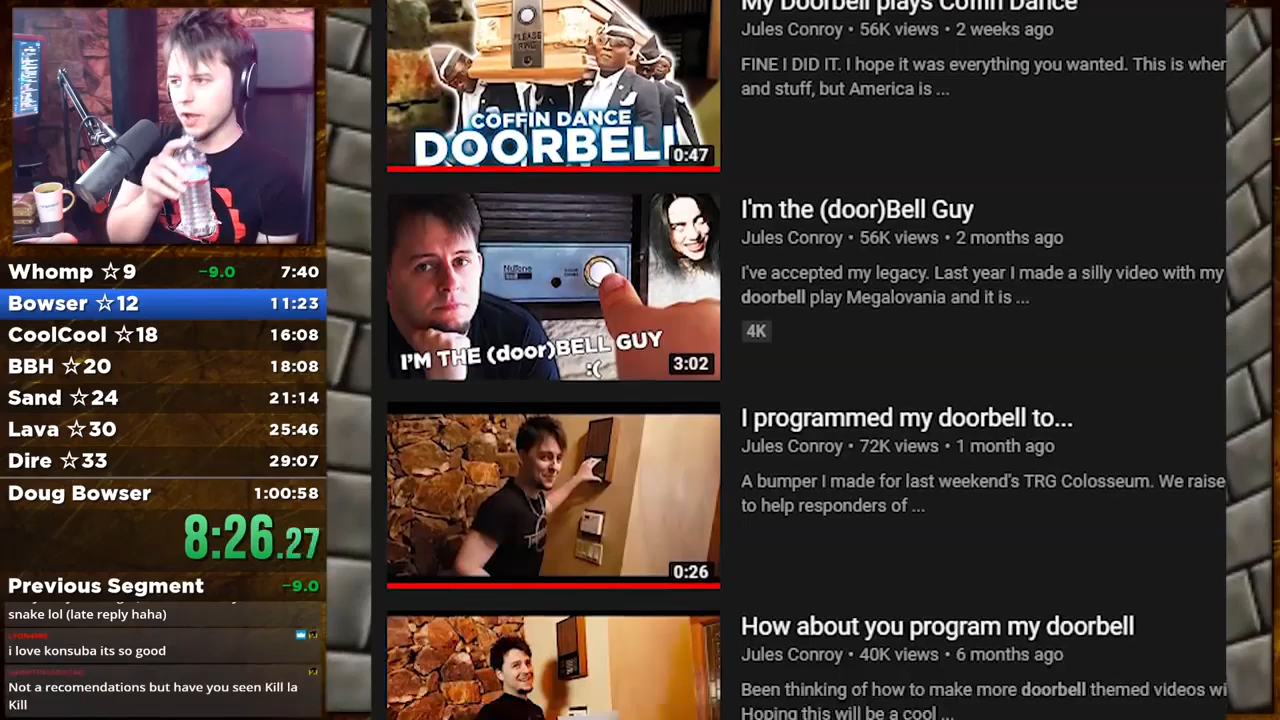 Whomp ☆9 −9.0 7:40
Bowser ☆12 11:23
CoolCool ☆18 16:08
BBH ☆20 18:08
Sand ☆24 21:14
Lava ☆30 25:46
Dire ☆33 29:07
Doug Bowser 1:00:58
8:26.27
Previous Segment −9.0
snake lol (late reply haha)
i love konsuba its so good
Not a recomendations but have you seen Kill la
Kill
PLEASE
RING
COFFIN DANCE
DOORBELL
0:47
My Doorbell plays Coffin Dance
Jules Conroy • 56K views • 2 weeks ago
FINE I DID IT. I hope it was everything you wanted. This is wher
and stuff, but America is ...
NuTone
I'M THE (door)BELL GUY
:(
3:02
I'm the (door)Bell Guy
Jules Conroy • 56K views • 2 months ago
I've accepted my legacy. Last year I made a silly video with my
doorbell play Megalovania and it is ...
4K
0:26
I programmed my doorbell to...
Jules Conroy • 72K views • 1 month ago
A bumper I made for last weekend's TRG Colosseum. We raise
to help responders of ...
How about you program my doorbell
Jules Conroy • 40K views • 6 months ago
Been thinking of how to make more doorbell themed videos wi
Hoping this will be a cool ...